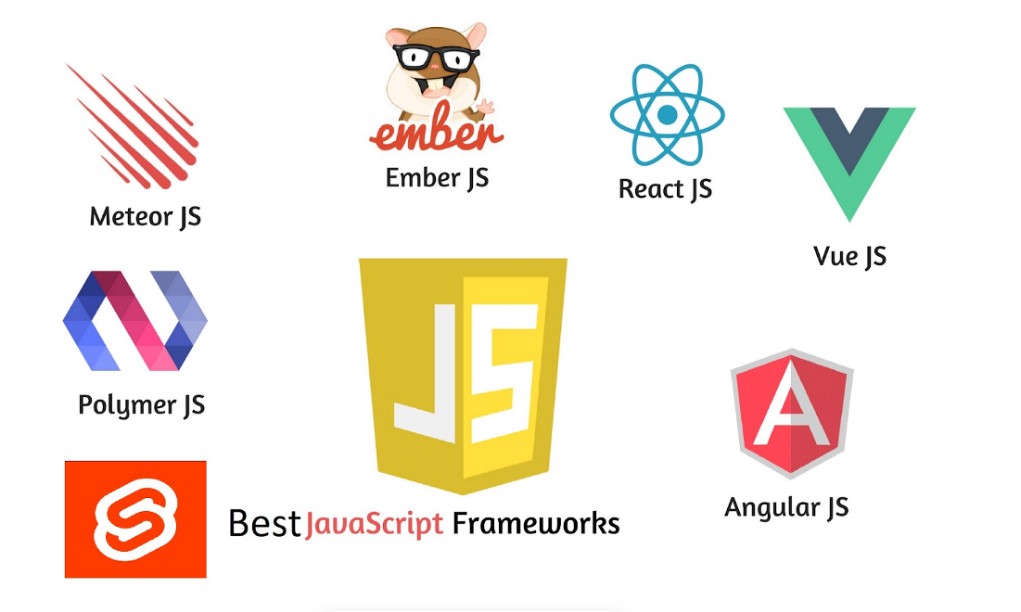 ember
Ember JS
React JS
Meteor JS
Vue JS
JS
Polymer JS
A
Angular JS
S
Best JavaScript Frameworks